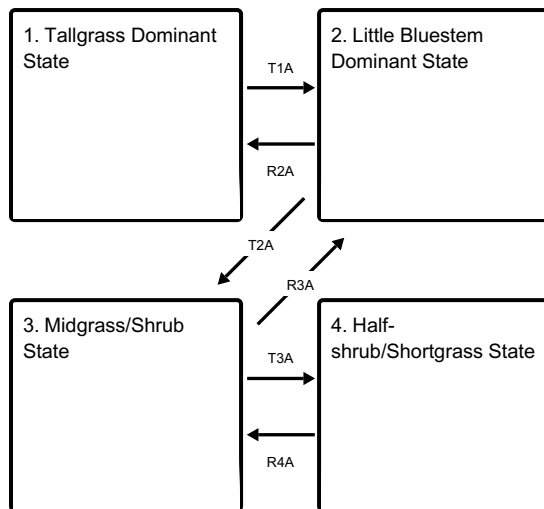 1. Tallgrass Dominant
State
2. Little Bluestem
Dominant State
T1A
R2A
T2A
R3A
3. Midgrass/Shrub
State
4. Half-
shrub/Shortgrass State
T3A
R4A